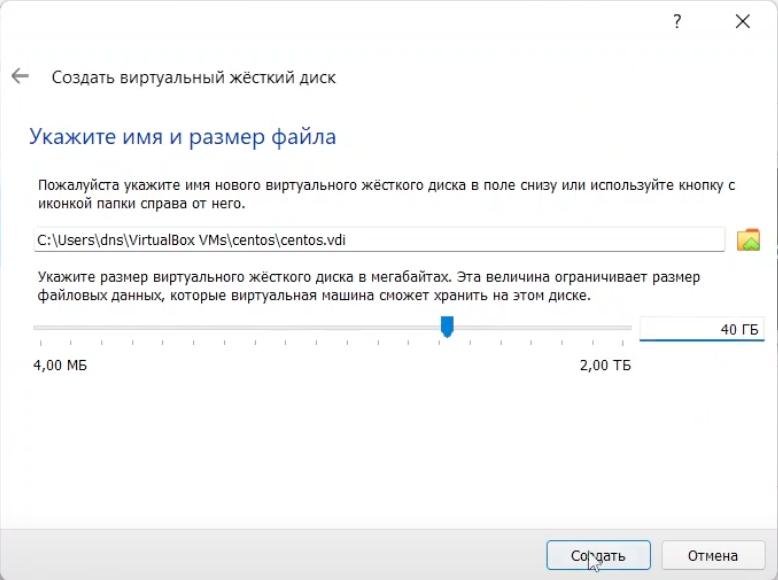 ?
Создать виртуальный жёсткий диск
Укажите имя и размер файла
Пожалуйста укажите имя нового виртуального жёсткого диска в поле снизу или используйте кнопку с
иконкой папки справа от него.
C:\Users\dns\VirtualBox VMs\centos\centos.vdi
Укажите размер виртуального жёсткого диска в мегабайтах. Эта величина ограничивает размер
файловых данных, которые виртуальная машина сможет хранить на этом диске.
40 ГБ
4,00 МБ
2,00 ТБ
Создать
Отмена